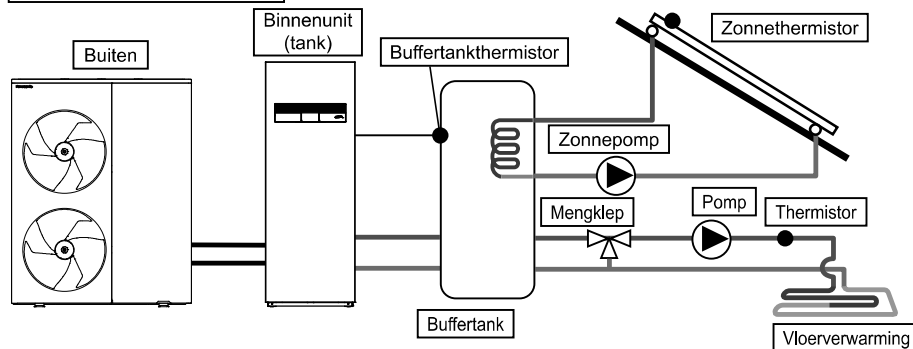 Buiten
Binnenunit
(tank)
Buffertankthermistor
Zonnethermistor
Zonnepomp
Mengklep
Pomp
Thermistor
Buffertank
Vloerverwarming